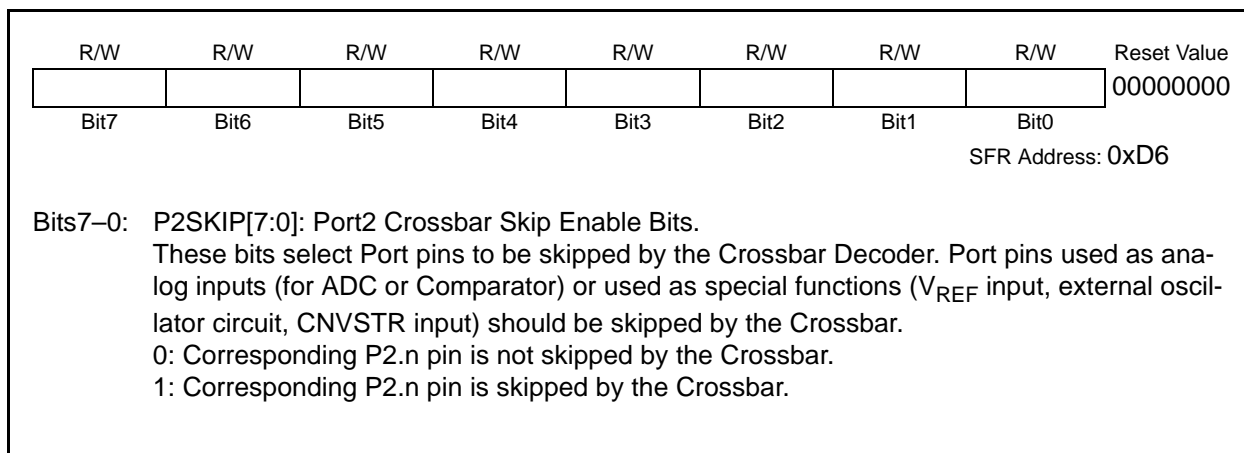 R/W R/W R/W R/W R/W R/W R/W R/W Reset Value
00000000
Bit7 Bit6 Bit5 Bit4 Bit3 Bit2 Bit1 Bit0
SFR Address: 0xD6
Bits7–0: P2SKIP[7:0]: Port2 Crossbar Skip Enable Bits.
These bits select Port pins to be skipped by the Crossbar Decoder. Port pins used as ana-
log inputs (for ADC or Comparator) or used as special functions (VREF input, external oscil-
lator circuit, CNVSTR input) should be skipped by the Crossbar.
0: Corresponding P2.n pin is not skipped by the Crossbar.
1: Corresponding P2.n pin is skipped by the Crossbar.